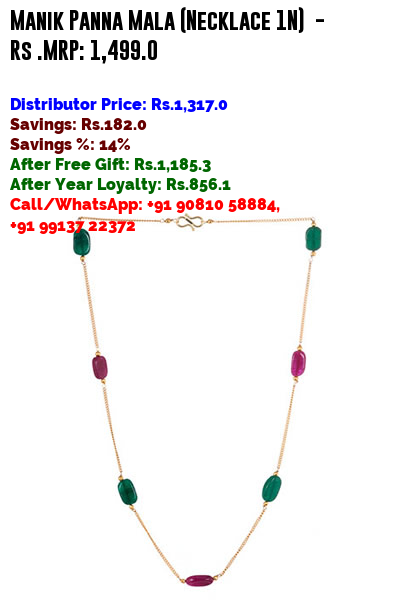 Manik Panna Mala (Necklace 1N) –
Rs .MRP: 1,499.0
Distributor Price: Rs.1,317.0
Savings: Rs.182.0
Savings %: 14%
After Free Gift: Rs.1,185.3
After Year Loyalty: Rs.856.1
Call/WhatsApp: +91 90810 58884,
+91 99137 22372